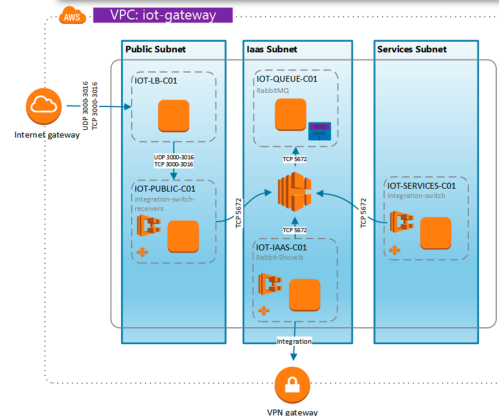 AWS
VPC: iot-gateway
Public Subnet
Iaas Subnet
Services Subnet
IOT-LB-C01
IOT-QUEUE-C01
RabbitMQ
UDP 3000-3016
TCP 3000-3016
Internet gateway
UDP 3000-3016
TCP 3000-3016
TCP 5672
IOT-PUBLIC-C01
Integration-switch-
receivers
IOT-SERVICES-C01
Integration-switch
TCP 5672
TCP 5672
TCP 5672
IOT-IAAS-C01
Rabbit-Shovels
Integration
VPN gateway